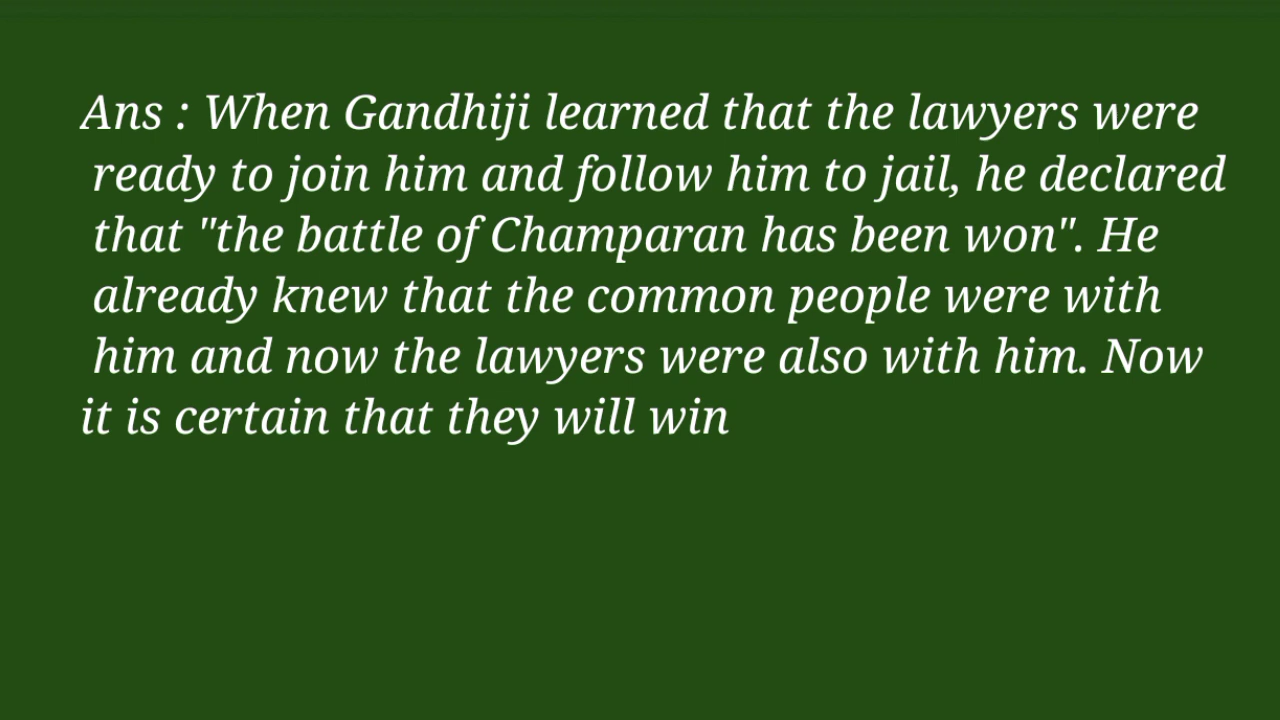 Ans : When Gandhiji learned that the lawyers were
ready to join him and follow him to jail, he declared
that "the battle of Champaran has been won". He
already knew that the common people were with
him and now the lawyers were also with him. Now
it is certain that they will win